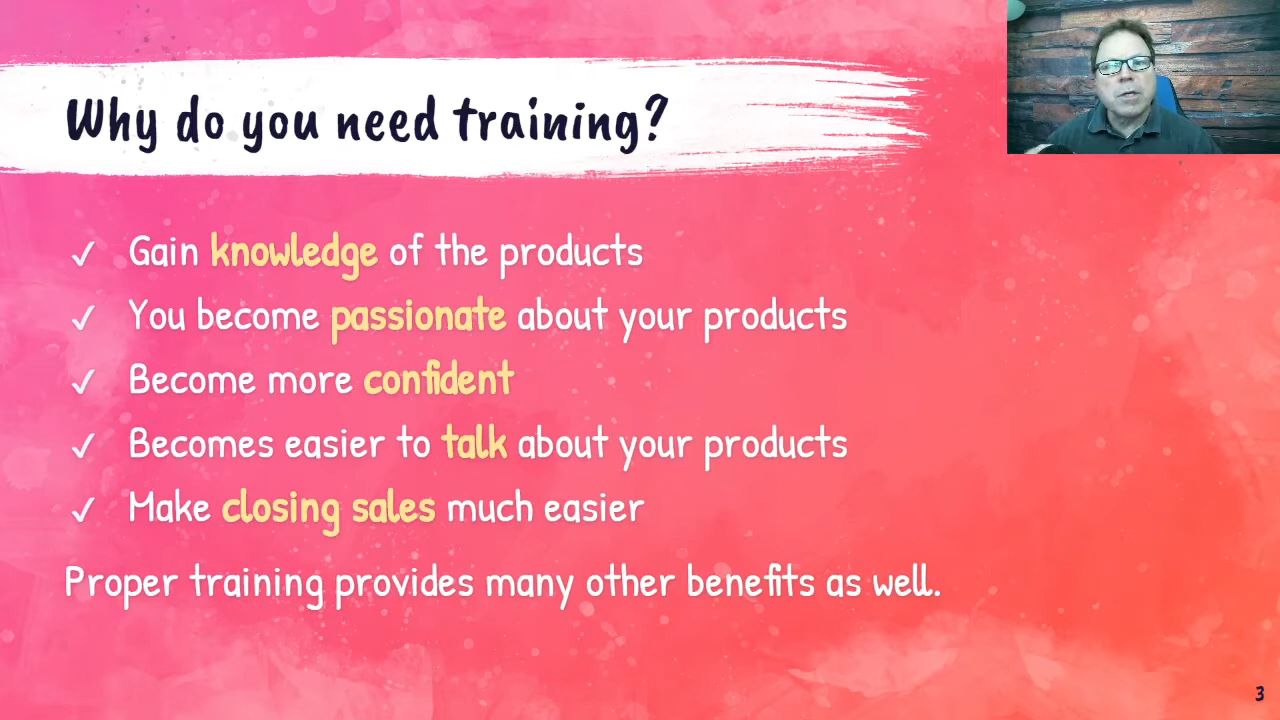 Why do you need training?
✓ Gain knowledge of the products
✓ You become passionate about your products
✓ Become more confident
✓ Becomes easier to talk about your products
✓ Make closing sales much easier
Proper training provides many other benefits as well.
3